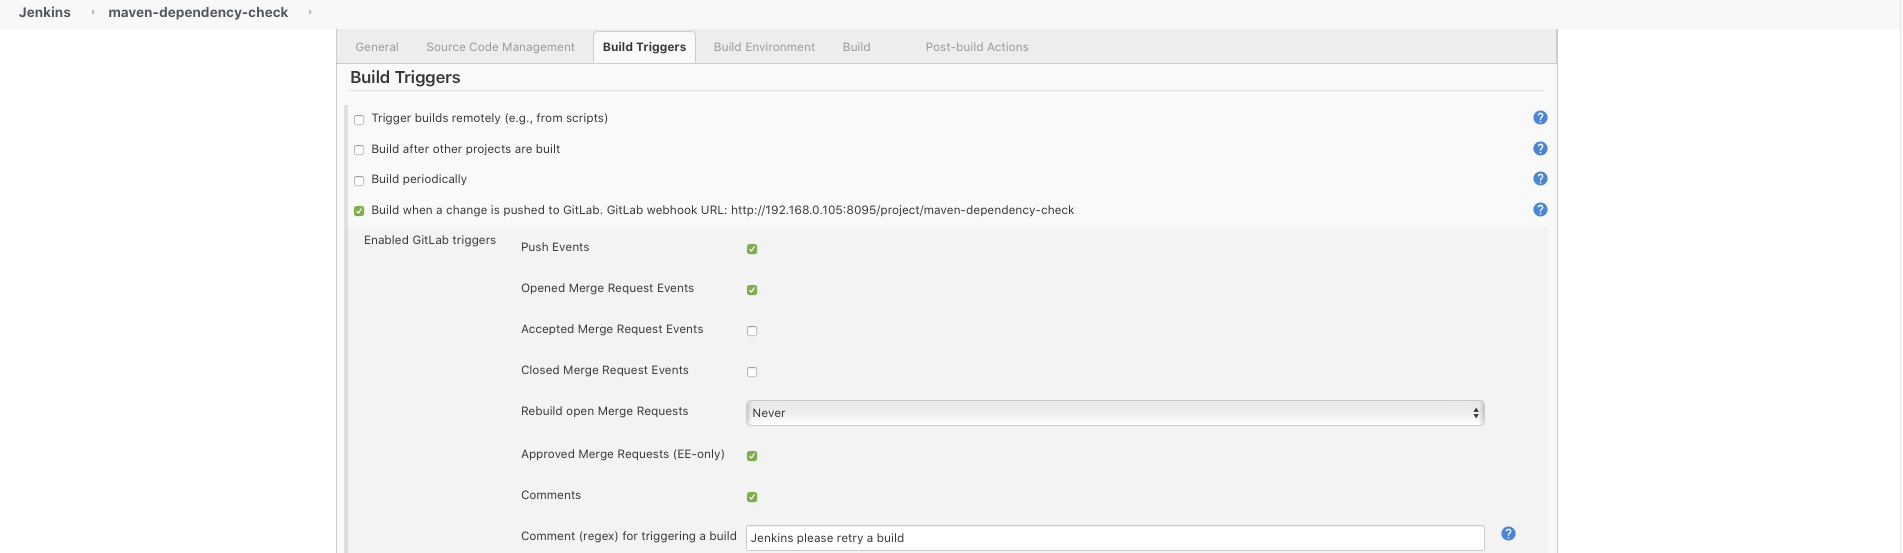 Jenkins › maven-dependency-check ›
General Source Code Management Build Triggers Build Environment Build Post-build Actions
Build Triggers
Trigger builds remotely (e.g., from scripts) ?
Build after other projects are built ?
Build periodically ?
Build when a change is pushed to GitLab. GitLab webhook URL: http://192.168.0.105:8095/project/maven-dependency-check ?
Enabled GitLab triggers
Push Events
Opened Merge Request Events
Accepted Merge Request Events
Closed Merge Request Events
Rebuild open Merge Requests Never
Approved Merge Requests (EE-only)
Comments
Comment (regex) for triggering a build Jenkins please retry a build ?